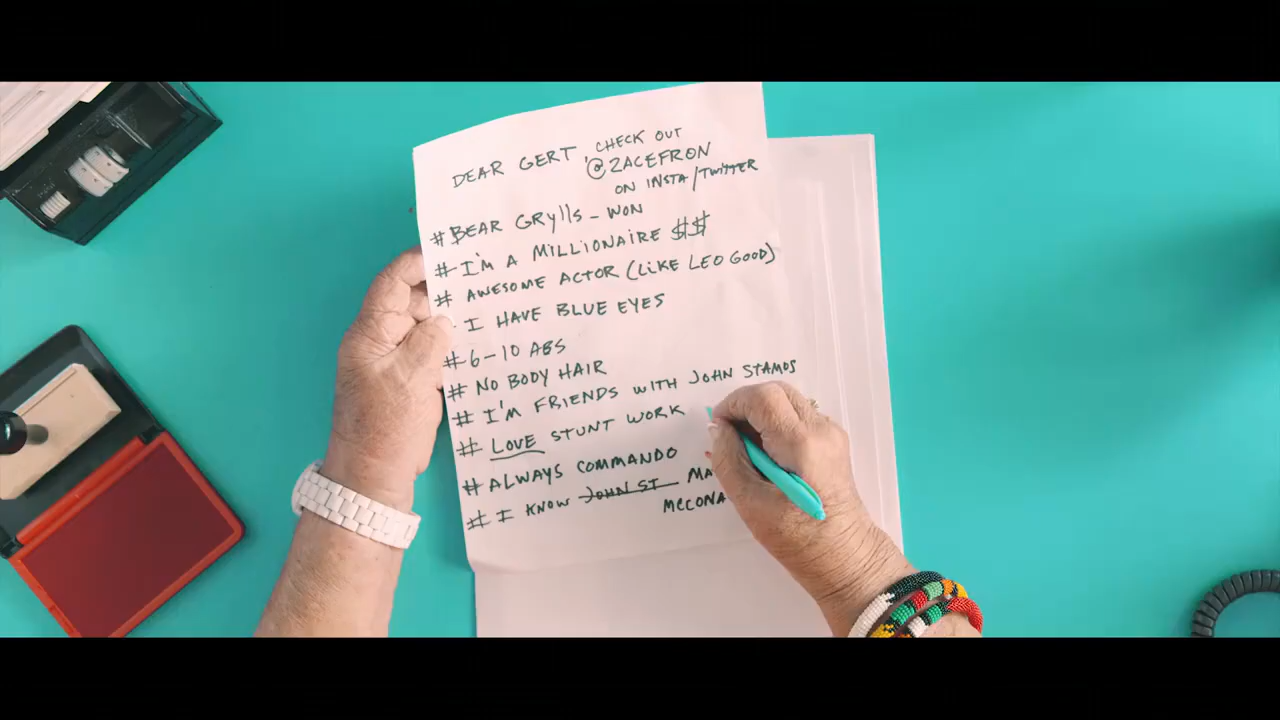 DEAR GERT
CHECK OUT
@ZACEFRON
ON INSTA/TWITTER
# BEAR GRYllS - WON
# I'M A MILLIONAIRE $$
# AWESOME ACTOR (LIKE LEO GOOD)
- I HAVE BLUE EYES
# 6-10 ABS
# NO BODY HAIR
# I'M FRIENDS WITH JOHN STAMOS
# LOVE STUNT WORK
# ALWAYS COMMANDO
# I KNOW JOHN ST